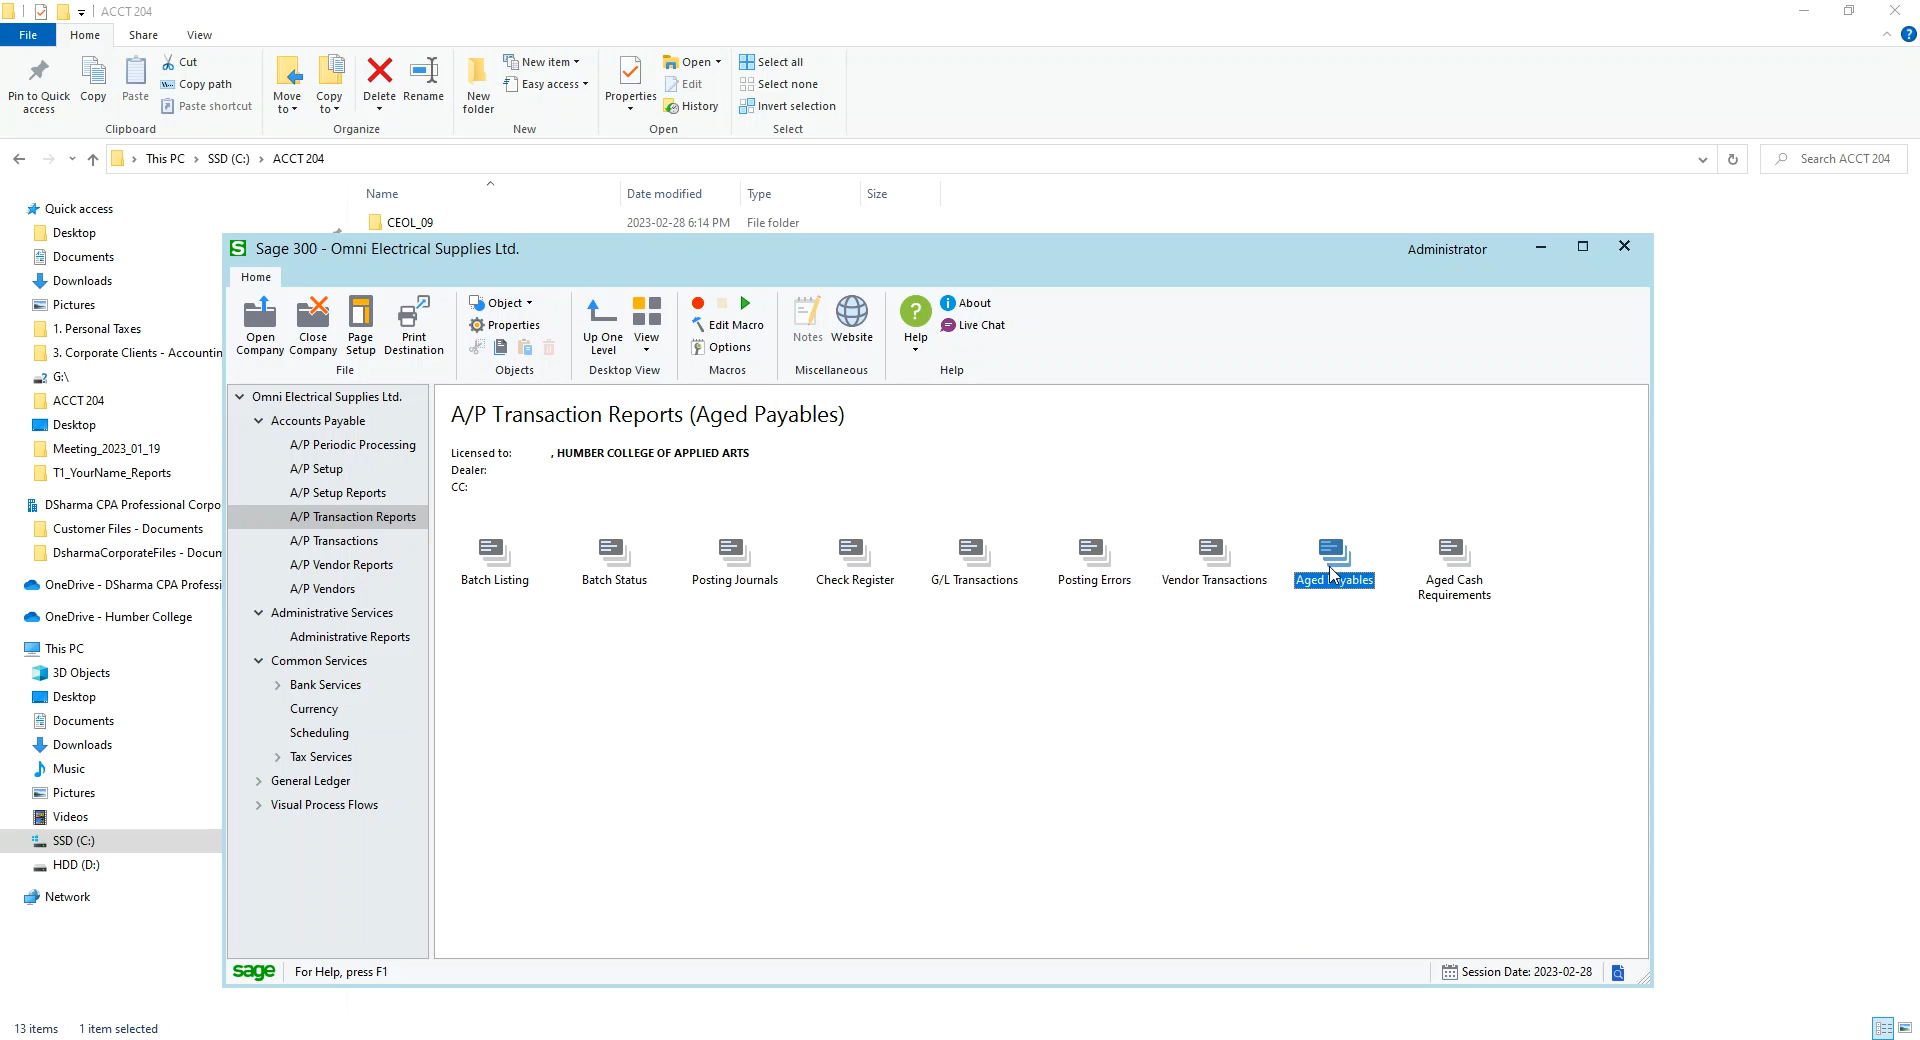 ACCT 204
File Home Share View
Pin to Quick access
Copy
Paste
Cut
Copy path
Paste shortcut
Clipboard
Move to
Copy to
Delete
Rename
Organize
New folder
New item
Easy access
New
Properties
Open
Edit
History
Open
Select all
Select none
Invert selection
Select
This PC > SSD (C:) > ACCT 204
Search ACCT 204
Name Date modified Type Size
CEOL_09 2023-02-28 6:14 PM File folder
Quick access
Desktop
Documents
Downloads
Pictures
1. Personal Taxes
3. Corporate Clients - Accountin
G:\
ACCT 204
Desktop
Meeting_2023_01_19
T1_YourName_Reports
DSharma CPA Professional Corpo
Customer Files - Documents
DsharmaCorporateFiles - Docum
OneDrive - DSharma CPA Professi
OneDrive - Humber College
This PC
3D Objects
Desktop
Documents
Downloads
Music
Pictures
Videos
SSD (C:)
HDD (D:)
Network
13 items 1 item selected
Sage 300 - Omni Electrical Supplies Ltd.
Administrator
Home
Open Company
Close Company
Page Setup
Print Destination
File
Object
Properties
Objects
Up One Level
View
Desktop View
Edit Macro
Options
Macros
Notes
Website
Miscellaneous
Help
About
Live Chat
Help
Omni Electrical Supplies Ltd.
Accounts Payable
A/P Periodic Processing
A/P Setup
A/P Setup Reports
A/P Transaction Reports
A/P Transactions
A/P Vendor Reports
A/P Vendors
Administrative Services
Administrative Reports
Common Services
Bank Services
Currency
Scheduling
Tax Services
General Ledger
Visual Process Flows
A/P Transaction Reports (Aged Payables)
Licensed to: , HUMBER COLLEGE OF APPLIED ARTS
Dealer:
CC:
Batch Listing
Batch Status
Posting Journals
Check Register
G/L Transactions
Posting Errors
Vendor Transactions
Aged Payables
Aged Cash Requirements
sage
For Help, press F1
Session Date: 2023-02-28